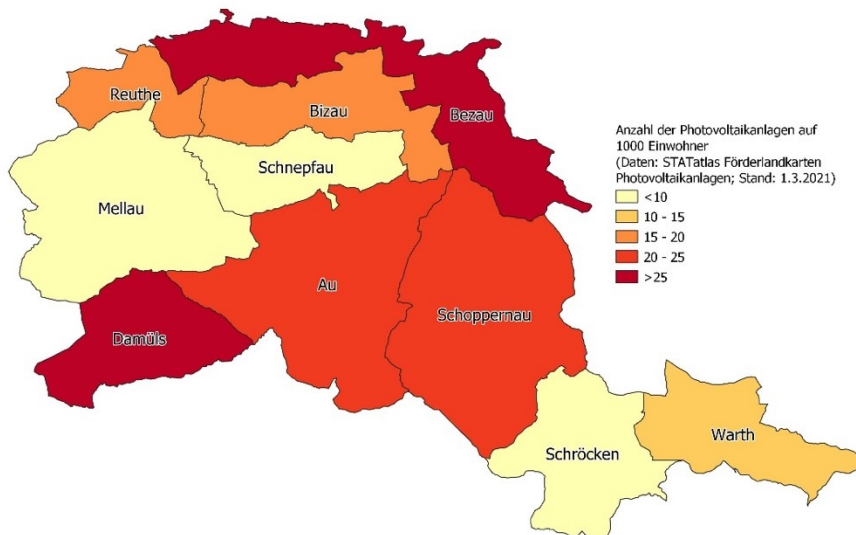 Reuthe
Bizau
Bezau
Schnepfau
Mellau
Au
Schoppernau
Damüls
Schröcken
Warth
Anzahl der Photovoltaikanlagen auf
1000 Einwohner
(Daten: STATatlas Förderlandkarten
Photovoltaikanlagen; Stand: 1.3.2021)
<10
10 - 15
15 - 20
20 - 25
>25